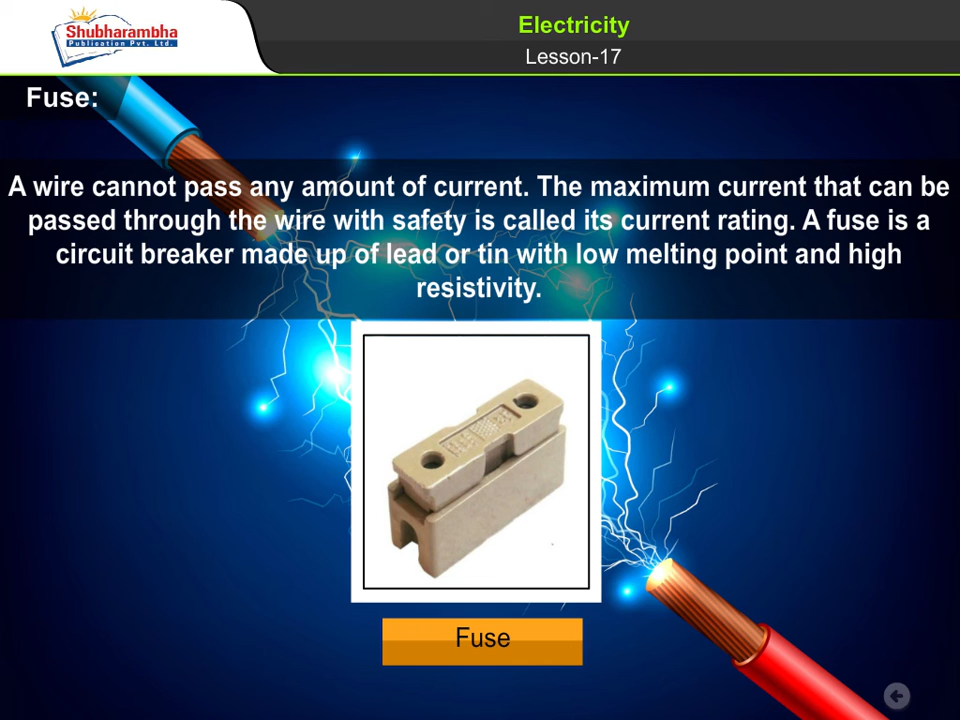 Shubharambha
Publication Pvt. Ltd.
Electricity
Lesson-17
Fuse:
A wire cannot pass any amount of current. The maximum current that can be
passed through the wire with safety is called its current rating. A fuse is a
circuit breaker made up of lead or tin with low melting point and high
resistivity.
Fuse